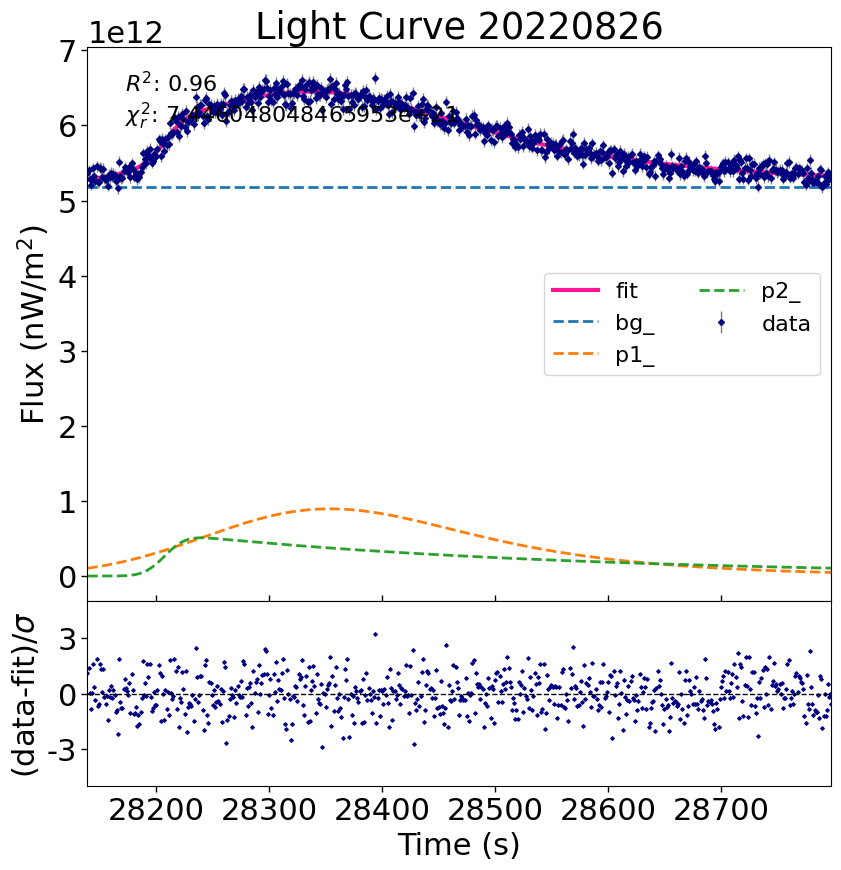 Light Curve 20220826
1e12
7
6
5
4
3
2
1
0
Flux (nW/m²)
R²: 0.96
χ²ᵣ:
fit
bg_
p1_
p2_
data
3
0
-3
(data-fit)/σ
28200 28300 28400 28500 28600 28700
Time (s)